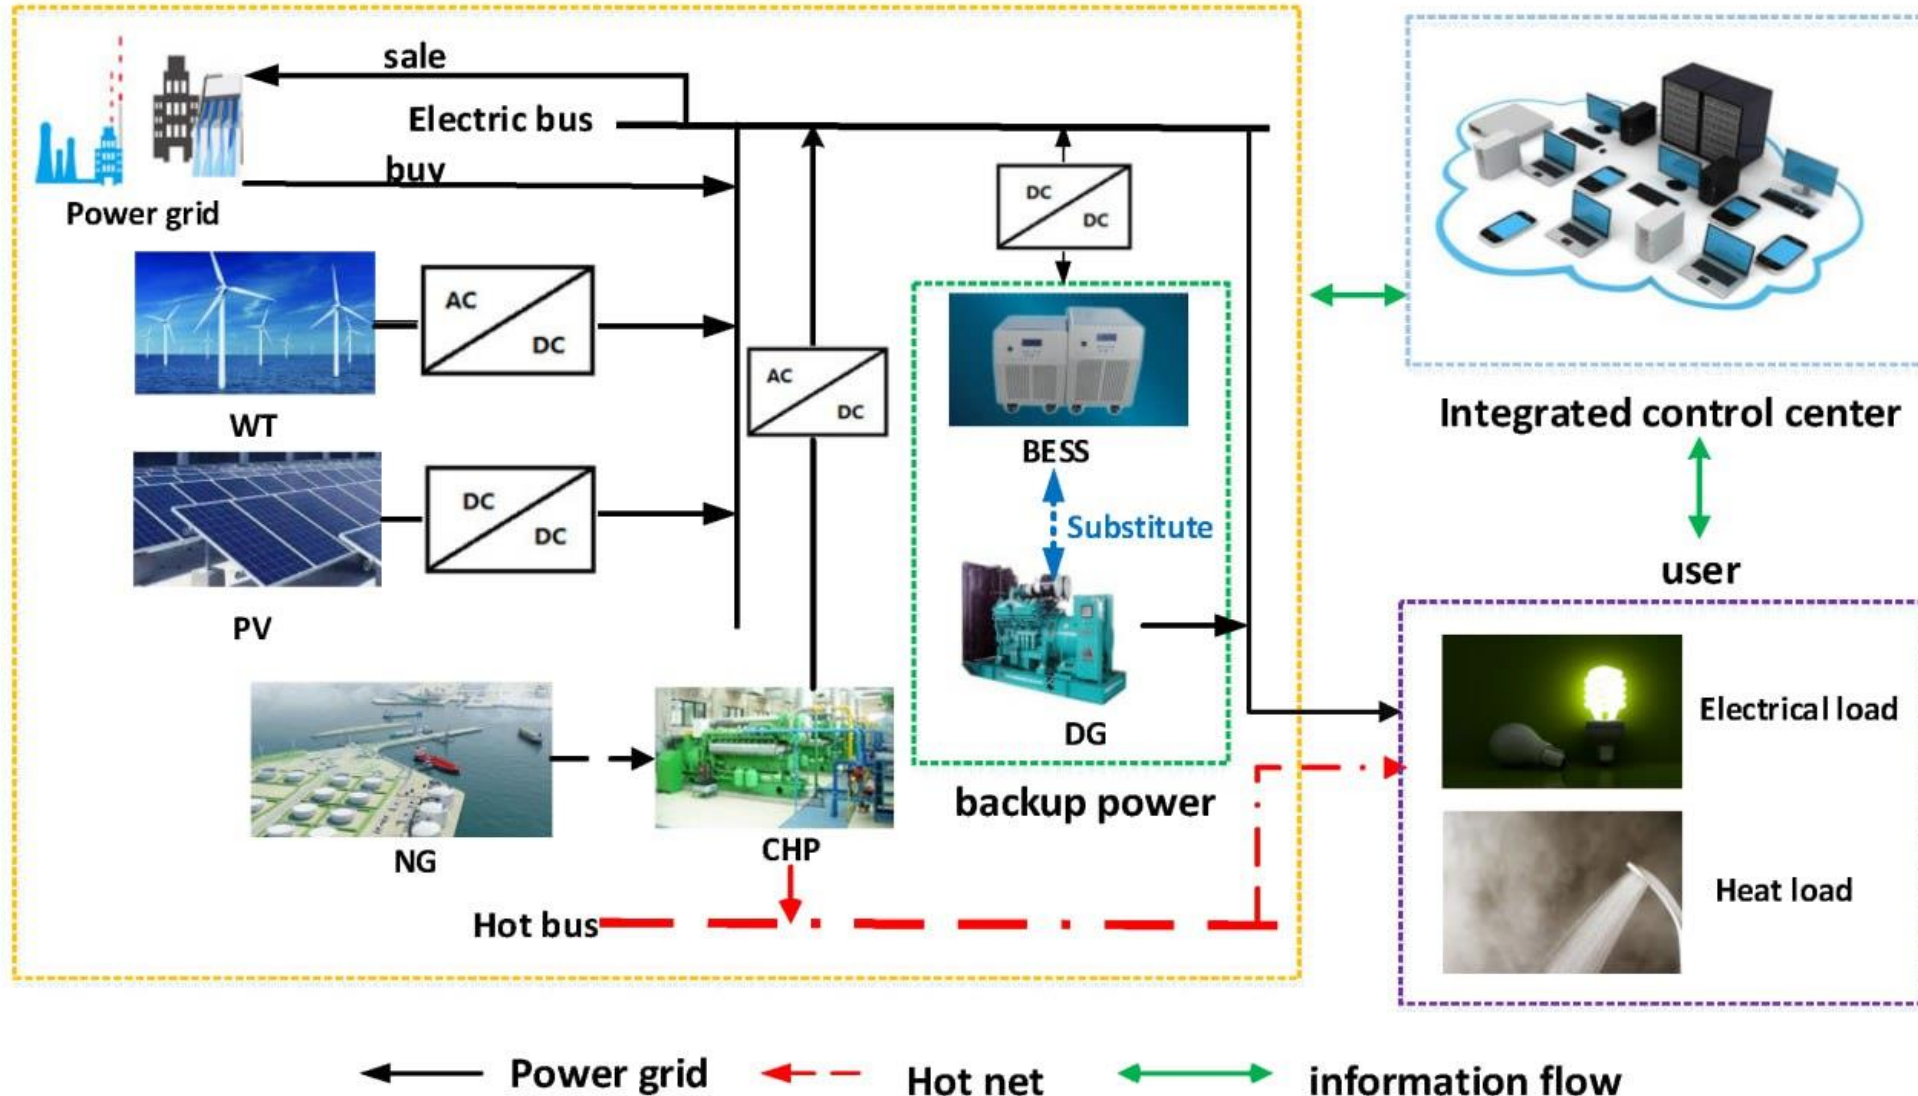 sale
Electric bus
buy
Power grid
AC
DC
WT
DC
DC
PV
AC
DC
DC
DC
BESS
Substitute
DG
backup power
NG
CHP
Hot bus
Integrated control center
user
Electrical load
Heat load
Power grid
Hot net
information flow